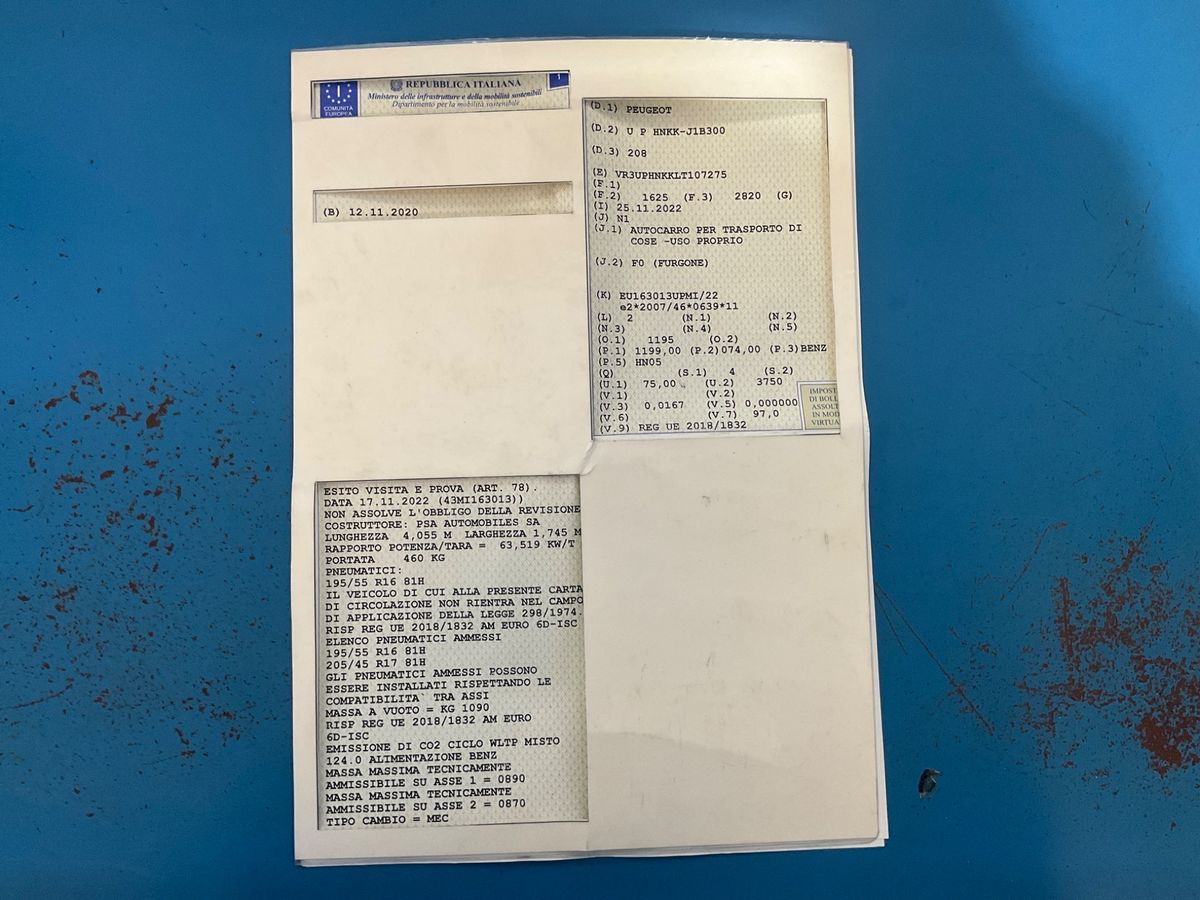 COMUNITÀ
EUROPEA
REPUBBLICA ITALIANA
Ministero delle infrastrutture e della mobilità sostenibili
Dipartimento per la mobilità sostenibile
1
(B) 12.11.2020
(D.1) PEUGEOT
(D.2) U P HNKK-J1B300
(D.3) 208
(E) VR3UPHNKKLT107275
(F.1)
(F.2) 1625 (F.3) 2820 (G)
(I) 25.11.2022
(J) N1
(J.1) AUTOCARRO PER TRASPORTO DI
COSE -USO PROPRIO
(J.2) F0 (FURGONE)
(K) EU163013UPMI/22
e2*2007/46*0639*11
(L) 2 (N.1) (N.2)
(N.3) (N.4) (N.5)
(O.1) 1195 (O.2)
(P.1) 1199,00 (P.2)074,00 (P.3)BENZ
(P.5) HN05
(Q) (S.1) 4 (S.2)
(U.1) 75,00 (U.2) 3750
(V.1) (V.2)
(V.3) 0,0167 (V.5) 0,000000
(V.6) (V.7) 97,0
(V.9) REG UE 2018/1832
IMPOST
DI BOLL
ASSOLT
IN MOD
VIRTUA
ESITO VISITA E PROVA (ART. 78).
DATA 17.11.2022 (43MI163013))
NON ASSOLVE L'OBBLIGO DELLA REVISIONE
COSTRUTTORE: PSA AUTOMOBILES SA
LUNGHEZZA 4,055 M LARGHEZZA 1,745 M
RAPPORTO POTENZA/TARA = 63,519 KW/T
PORTATA 460 KG
PNEUMATICI:
195/55 R16 81H
IL VEICOLO DI CUI ALLA PRESENTE CARTA
DI CIRCOLAZIONE NON RIENTRA NEL CAMPO
DI APPLICAZIONE DELLA LEGGE 298/1974.
RISP REG UE 2018/1832 AM EURO 6D-ISC
ELENCO PNEUMATICI AMMESSI
195/55 R16 81H
205/45 R17 81H
GLI PNEUMATICI AMMESSI POSSONO
ESSERE INSTALLATI RISPETTANDO LE
COMPATIBILITA` TRA ASSI
MASSA A VUOTO = KG 1090
RISP REG UE 2018/1832 AM EURO
6D-ISC
EMISSIONE DI CO2 CICLO WLTP MISTO
124.0 ALIMENTAZIONE BENZ
MASSA MASSIMA TECNICAMENTE
AMMISSIBILE SU ASSE 1 = 0890
MASSA MASSIMA TECNICAMENTE
AMMISSIBILE SU ASSE 2 = 0870
TIPO CAMBIO = MEC